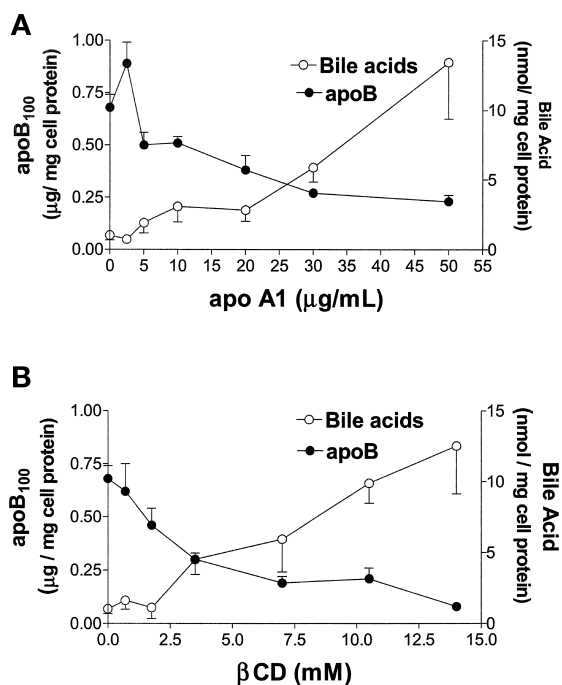 A
1.00
0.75
0.50
0.25
0.00
apoB100
(μg/ mg cell protein)
Bile acids
apoB
15
10
5
0
Bile Acid
(nmol/ mg cell protein)
0 5 10 15 20 25 30 35 40 45 50 55
apo A1 (μg/mL)
B
1.00
0.75
0.50
0.25
0.00
apoB100
(μg / mg cell protein)
Bile acids
apoB
15
10
5
0
Bile Acid
(nmol / mg cell protein)
0.0 2.5 5.0 7.5 10.0 12.5 15.0
βCD (mM)